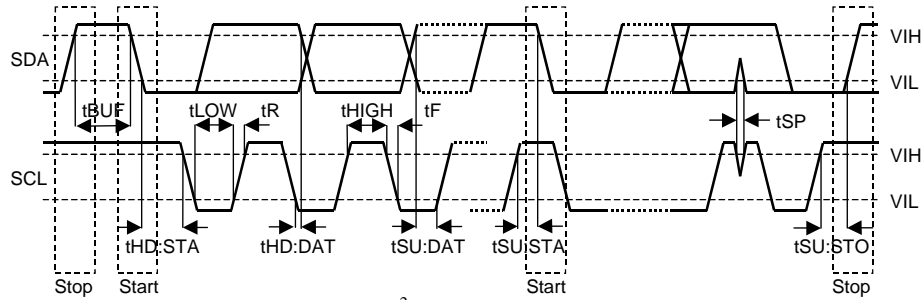 VIH
SDA
VIL
tBUF tLOW tR tHIGH tF
tSP
VIH
SCL
VIL
tHD:STA tHD:DAT tSU:DAT tSU:STA tSU:STO
Stop Start Start Stop
2